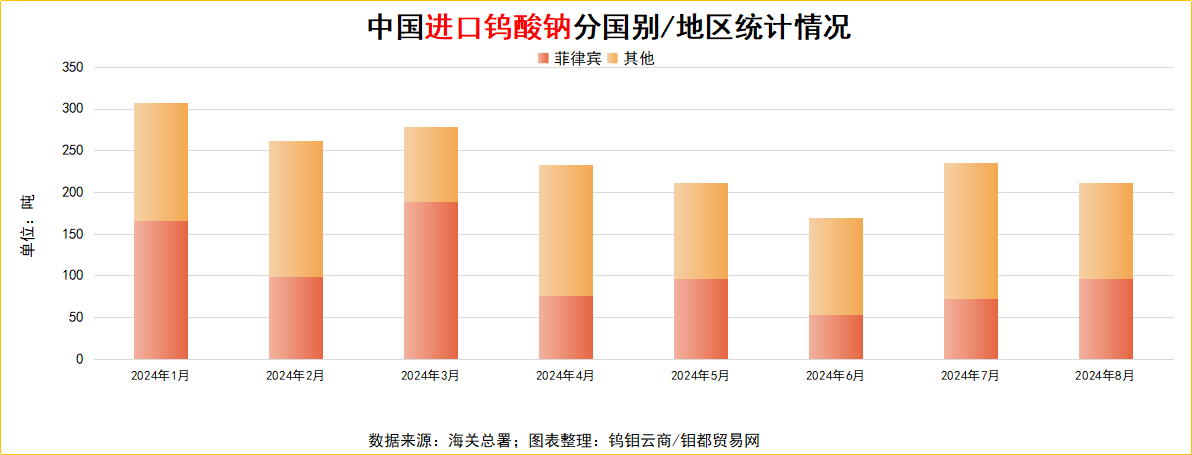 中国进口钨酸钠分国别/地区统计情况
菲律宾 其他
350
300
250
200
150
100
50
0
单位：吨
2024年1月 2024年2月 2024年3月 2024年4月 2024年5月 2024年6月 2024年7月 2024年8月
数据来源：海关总署；图表整理：钨钼云商/钼都贸易网